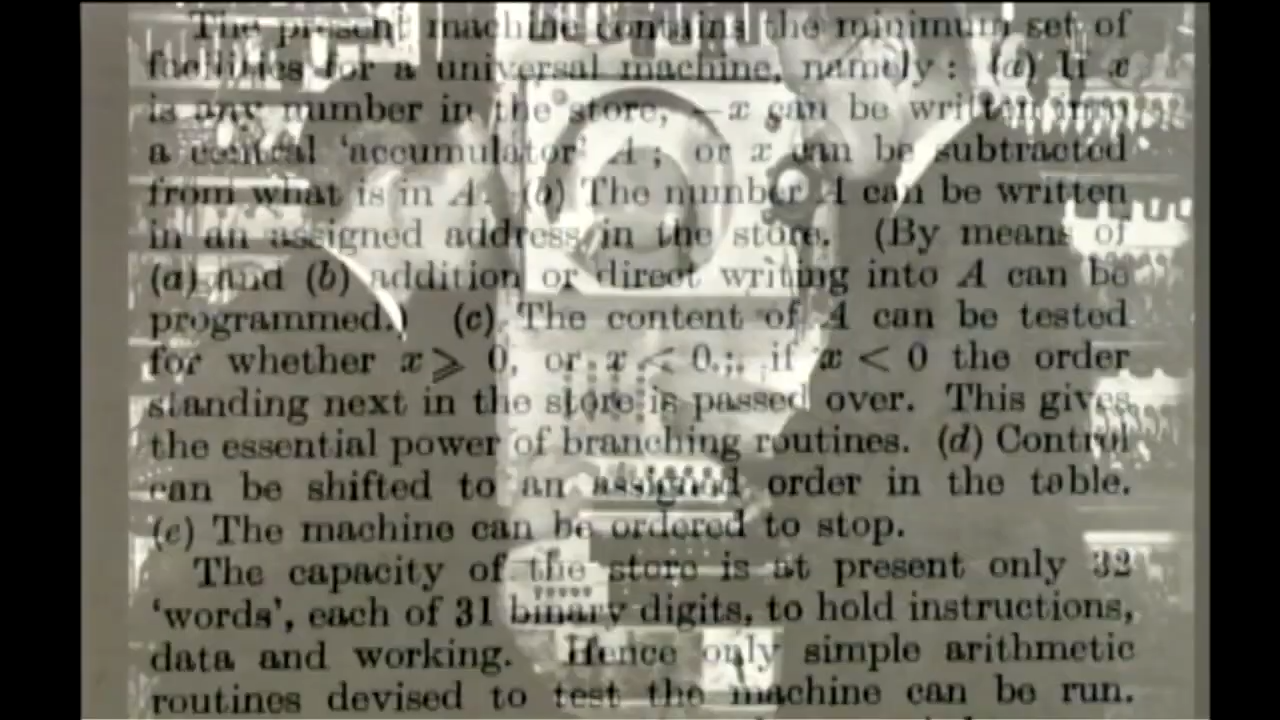 The present machine contains the minimum set of
facilities for a universal machine, namely : (a) If x
is any number in the store, —x can be written into
a central 'accumulator' A ; or x can be subtracted
from what is in A. (b) The number A can be written
in an assigned address in the store. (By means of
(a) and (b) addition or direct writing into A can be
programmed.) (c) The content of A can be tested
for whether x ⩾ 0, or x < 0 ; if x < 0 the order
standing next in the store is passed over. This gives
the essential power of branching routines. (d) Control
can be shifted to an assigned order in the table.
(e) The machine can be ordered to stop.
The capacity of the store is at present only 32
'words', each of 31 binary digits, to hold instructions,
data and working. Hence only simple arithmetic
routines devised to test the machine can be run.